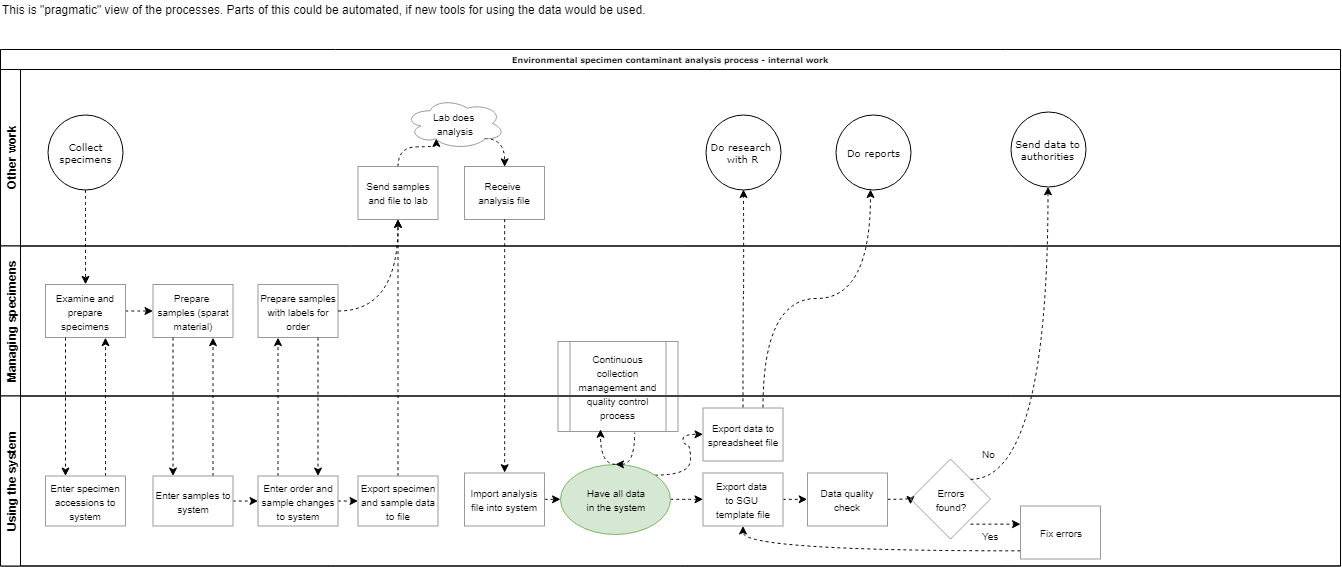 This is "pragmatic" view of the processes. Parts of this could be automated, if new tools for using the data would be used.
Environmental specimen contaminant analysis process - internal work
Other work
Collect
specimens
Lab does
analysis
Send samples
and file to lab
Receive
analysis file
Do research
with R
Do reports
Send data to
authorities
Managing specimens
Examine and
prepare
specimens
Prepare
samples (sparat
material)
Prepare samples
with labels for
order
Continuous
collection
management and
quality control
process
Using the system
Enter specimen
accessions to
system
Enter samples to
system
Enter order and
sample changes
to system
Export specimen
and sample data
to file
Import analysis
file into system
Have all data
in the system
Export data to
spreadsheet file
Export data
to SGU
template file
Data quality
check
Errors
found?
No
Yes
Fix errors